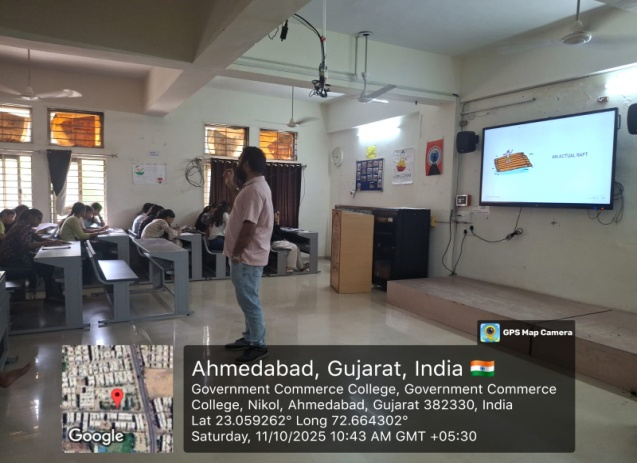 AN ACTUAL RAFT
GPS Map Camera
Ahmedabad, Gujarat, India
Government Commerce College, Government Commerce
College, Nikol, Ahmedabad, Gujarat 382330, India
Lat 23.059262° Long 72.664302°
Saturday, 11/10/2025 10:43 AM GMT +05:30
Google